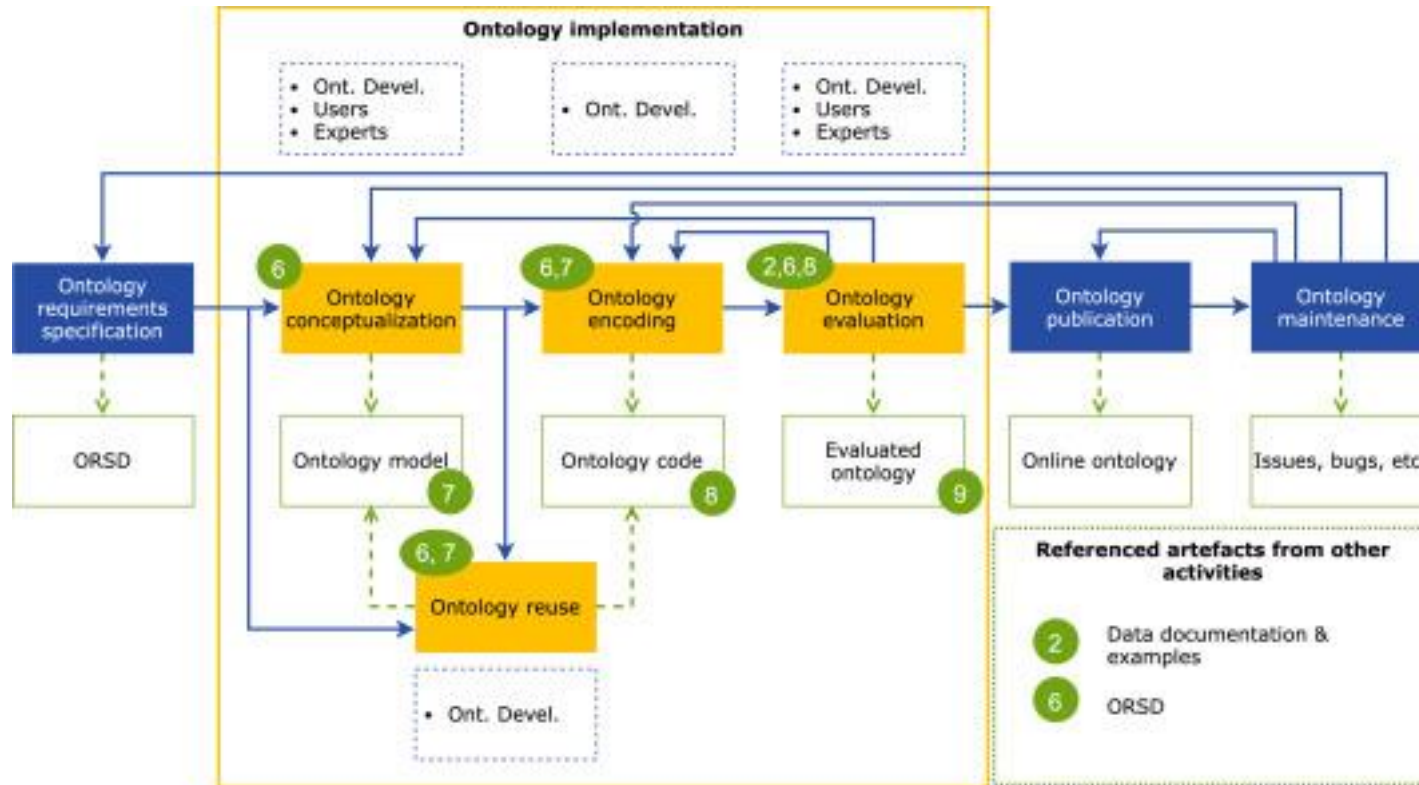 Ontology implementation
• Ont. Devel.
• Users
• Experts
• Ont. Devel.
• Ont. Devel.
• Users
• Experts
6
6,7
2,6,8
Ontology
requirements
specification
Ontology
conceptualization
Ontology
encoding
Ontology
evaluation
Ontology
publication
Ontology
maintenance
ORSD
Ontology model
7
Ontology code
8
Evaluated
ontology
9
Online ontology
Issues, bugs, etc
6, 7
Ontology reuse
• Ont. Devel.
Referenced artefacts from other
activities
2
Data documentation &
examples
6
ORSD